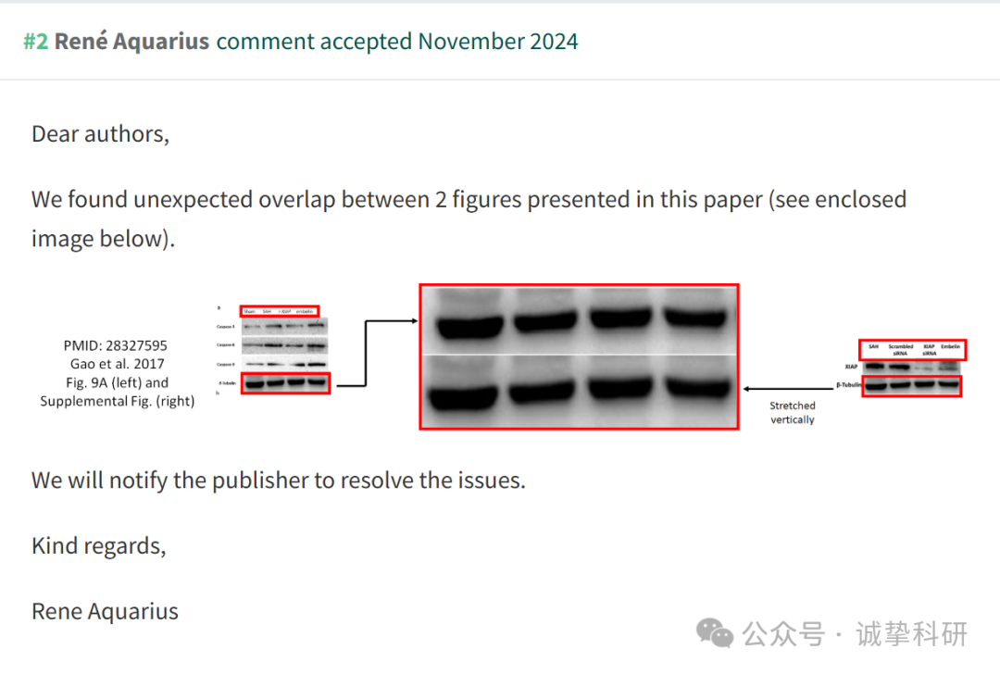 #2 René Aquarius comment accepted November 2024
Dear authors,
We found unexpected overlap between 2 figures presented in this paper (see enclosed
image below).
PMID: 28327595
Gao et al. 2017
Fig. 9A (left) and
Supplemental Fig. (right)
Sham SAH XIAP embelin
Caspase-3
Caspase-8
β-Tubulin
SAH Scrambled siRNA XIAP siRNA Embelin
XIAP
β-Tubulin
Stretched
vertically
We will notify the publisher to resolve the issues.
Kind regards,
Rene Aquarius
公众号 · 诚挚科研